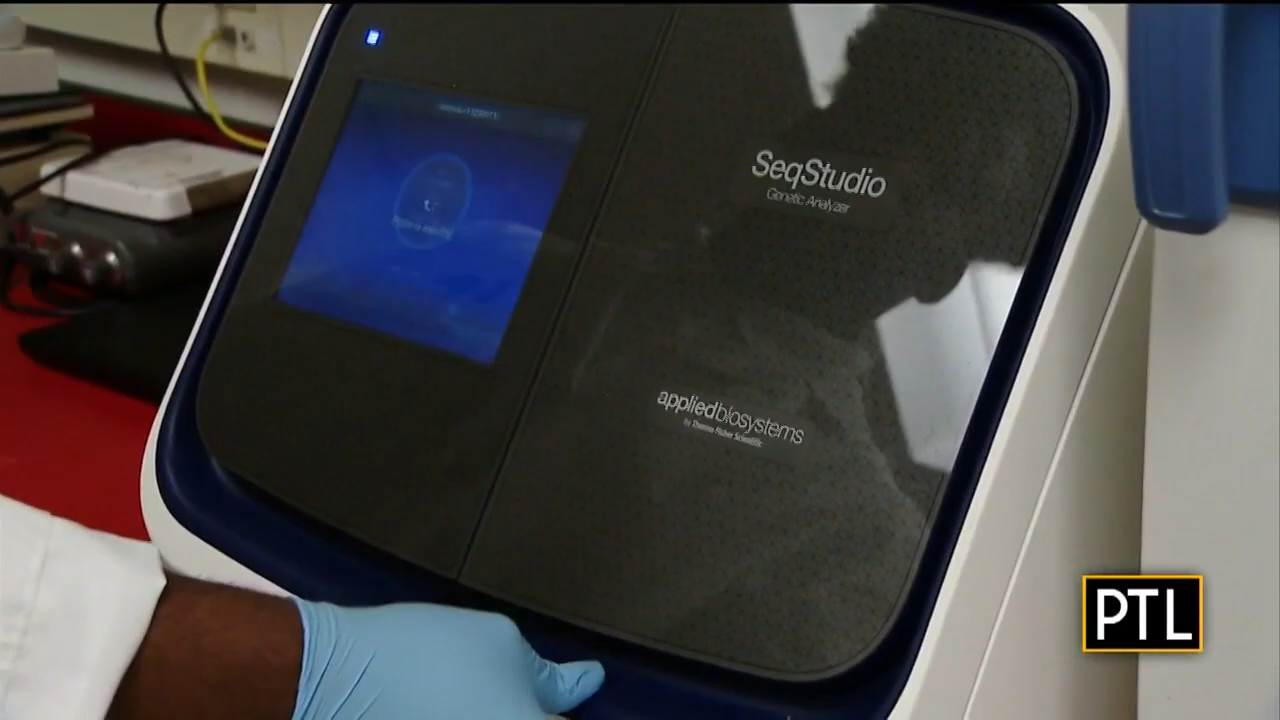 SeqStudio
Genetic Analyzer
appliedbiosystems
by Thermo Fisher Scientific
PTL